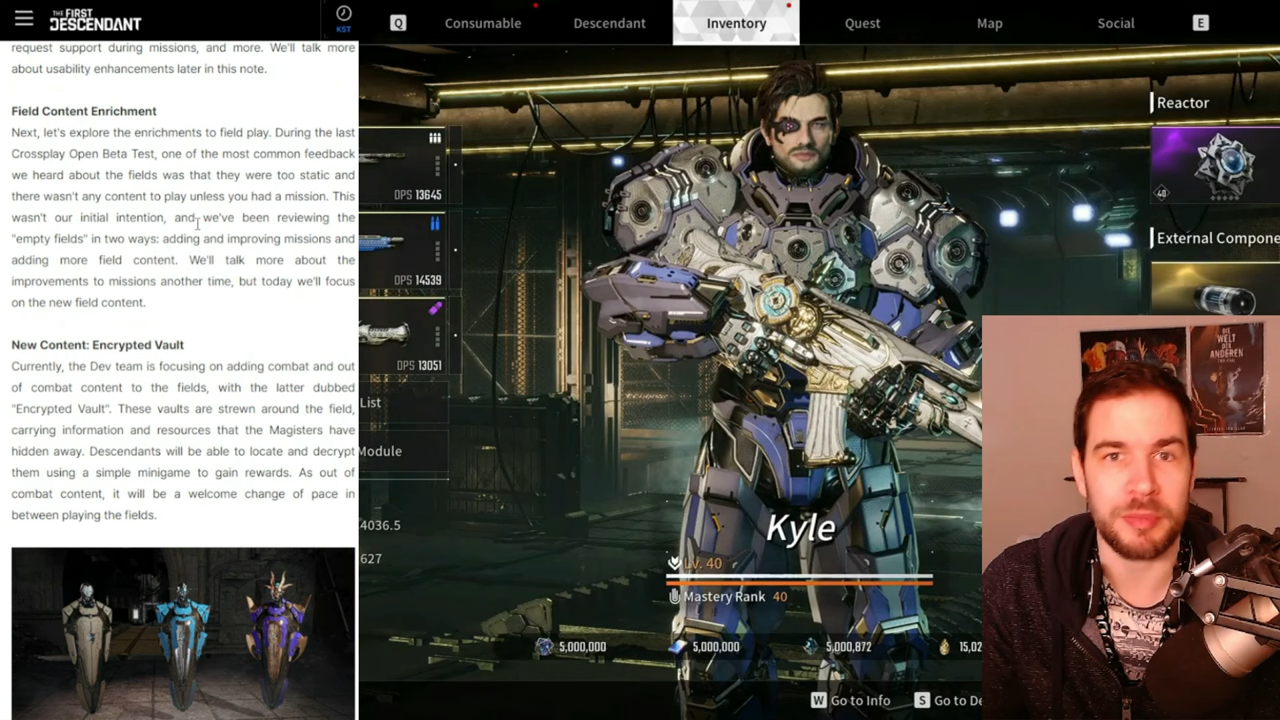 THE FIRST
DESCENDANT
KST
Q
Consumable
Descendant
Inventory
Quest
Map
Social
E
request support during missions, and more. We'll talk more
about usability enhancements later in this note.
Field Content Enrichment
Next, let's explore the enrichments to field play. During the last
Crossplay Open Beta Test, one of the most common feedback
we heard about the fields was that they were too static and
there wasn't any content to play unless you had a mission. This
wasn't our initial intention, and we've been reviewing the
"empty fields" in two ways: adding and improving missions and
adding more field content. We'll talk more about the
improvements to missions another time, but today we'll focus
on the new field content.
New Content: Encrypted Vault
Currently, the Dev team is focusing on adding combat and out
of combat content to the fields, with the latter dubbed
"Encrypted Vault". These vaults are strewn around the field,
carrying information and resources that the Magisters have
hidden away. Descendants will be able to locate and decrypt
them using a simple minigame to gain rewards. As out of
combat content, it will be a welcome change of pace in
between playing the fields.
DPS 13645
DPS 14539
DPS 13051
List
Module
4036.5
627
Reactor
40
External Compone
Kyle
Lv. 40
Mastery Rank 40
5,000,000
5,000,000
5,000,872
15,02
W Go to Info
S Go to De
DIE
WELT
DER
ANDEREN